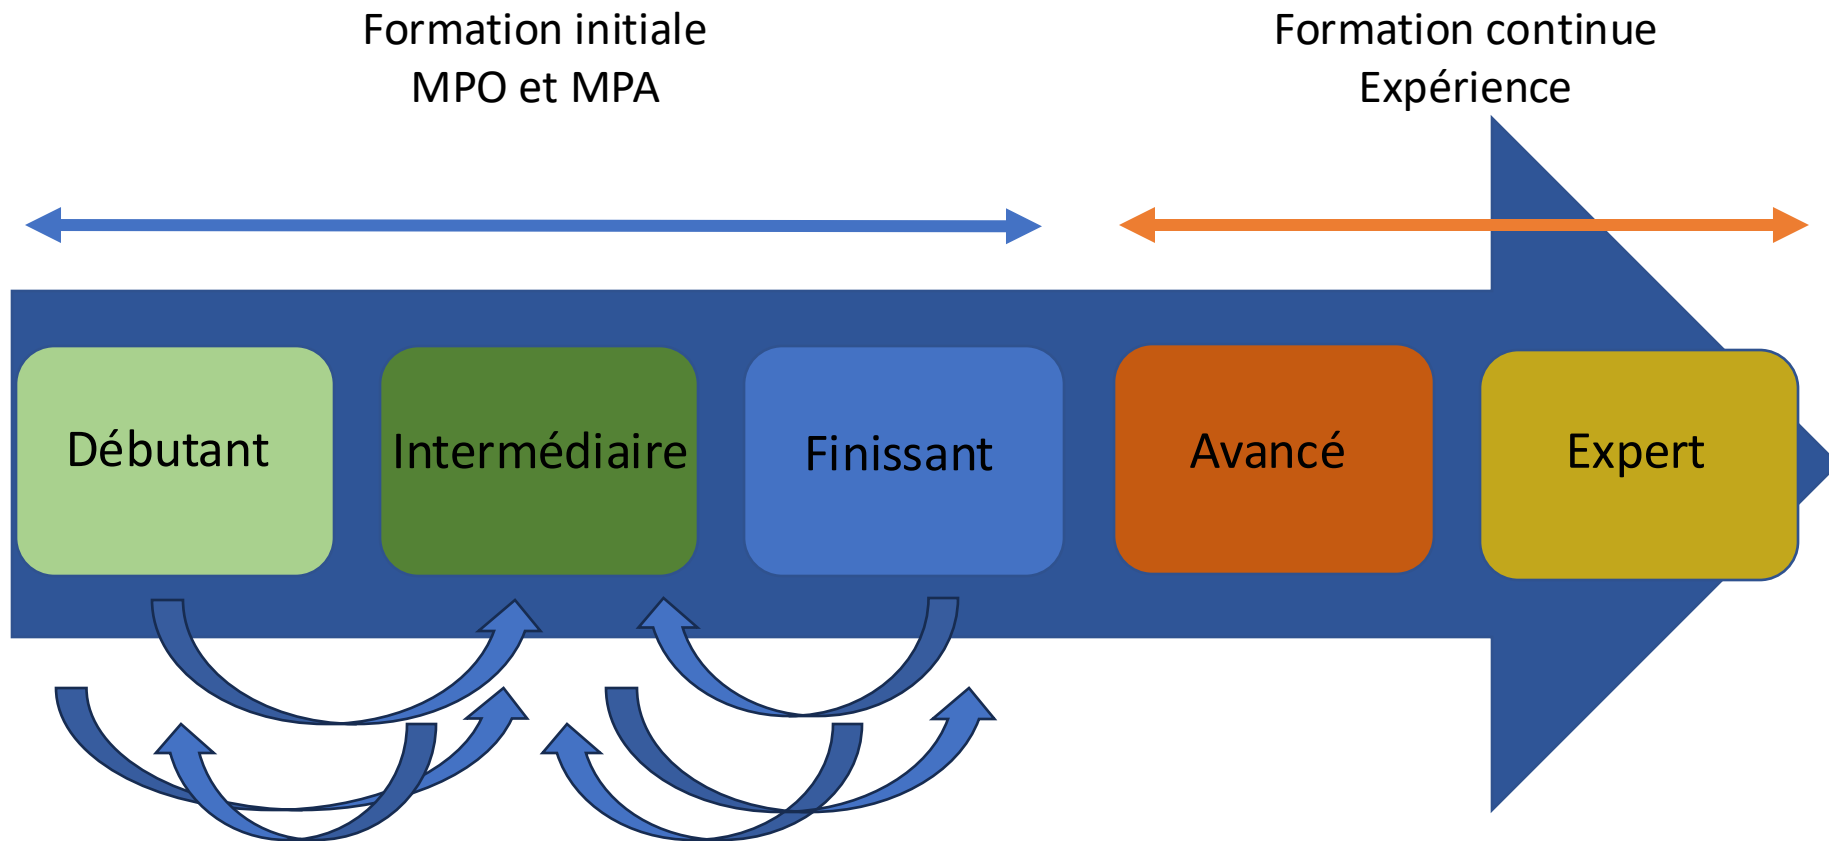 Formation initiale
MPO et MPA
Formation continue
Expérience
Débutant
Intermédiaire
Finissant
Avancé
Expert